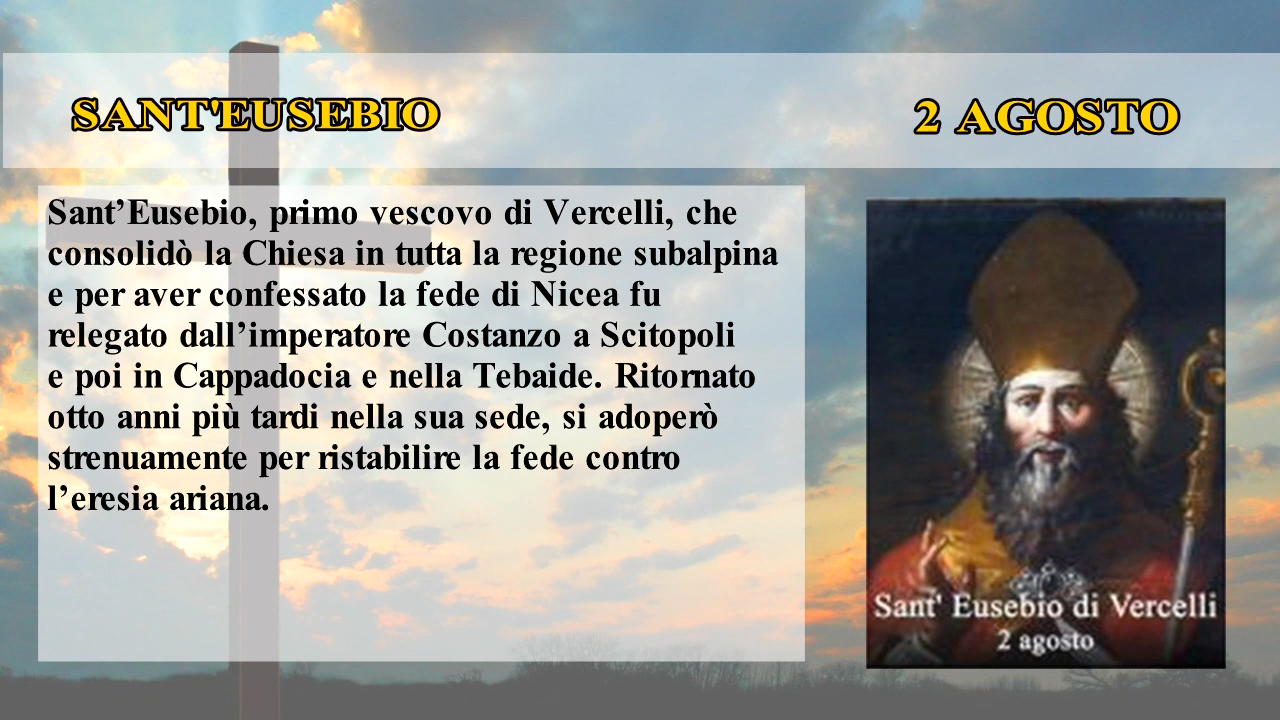 SANT'EUSEBIO
2 AGOSTO
Sant’Eusebio, primo vescovo di Vercelli, che
consolidò la Chiesa in tutta la regione subalpina
e per aver confessato la fede di Nicea fu
relegato dall’imperatore Costanzo a Scitopoli
e poi in Cappadocia e nella Tebaide. Ritornato
otto anni più tardi nella sua sede, si adoperò
strenuamente per ristabilire la fede contro
l’eresia ariana.
Sant' Eusebio di Vercelli
2 agosto